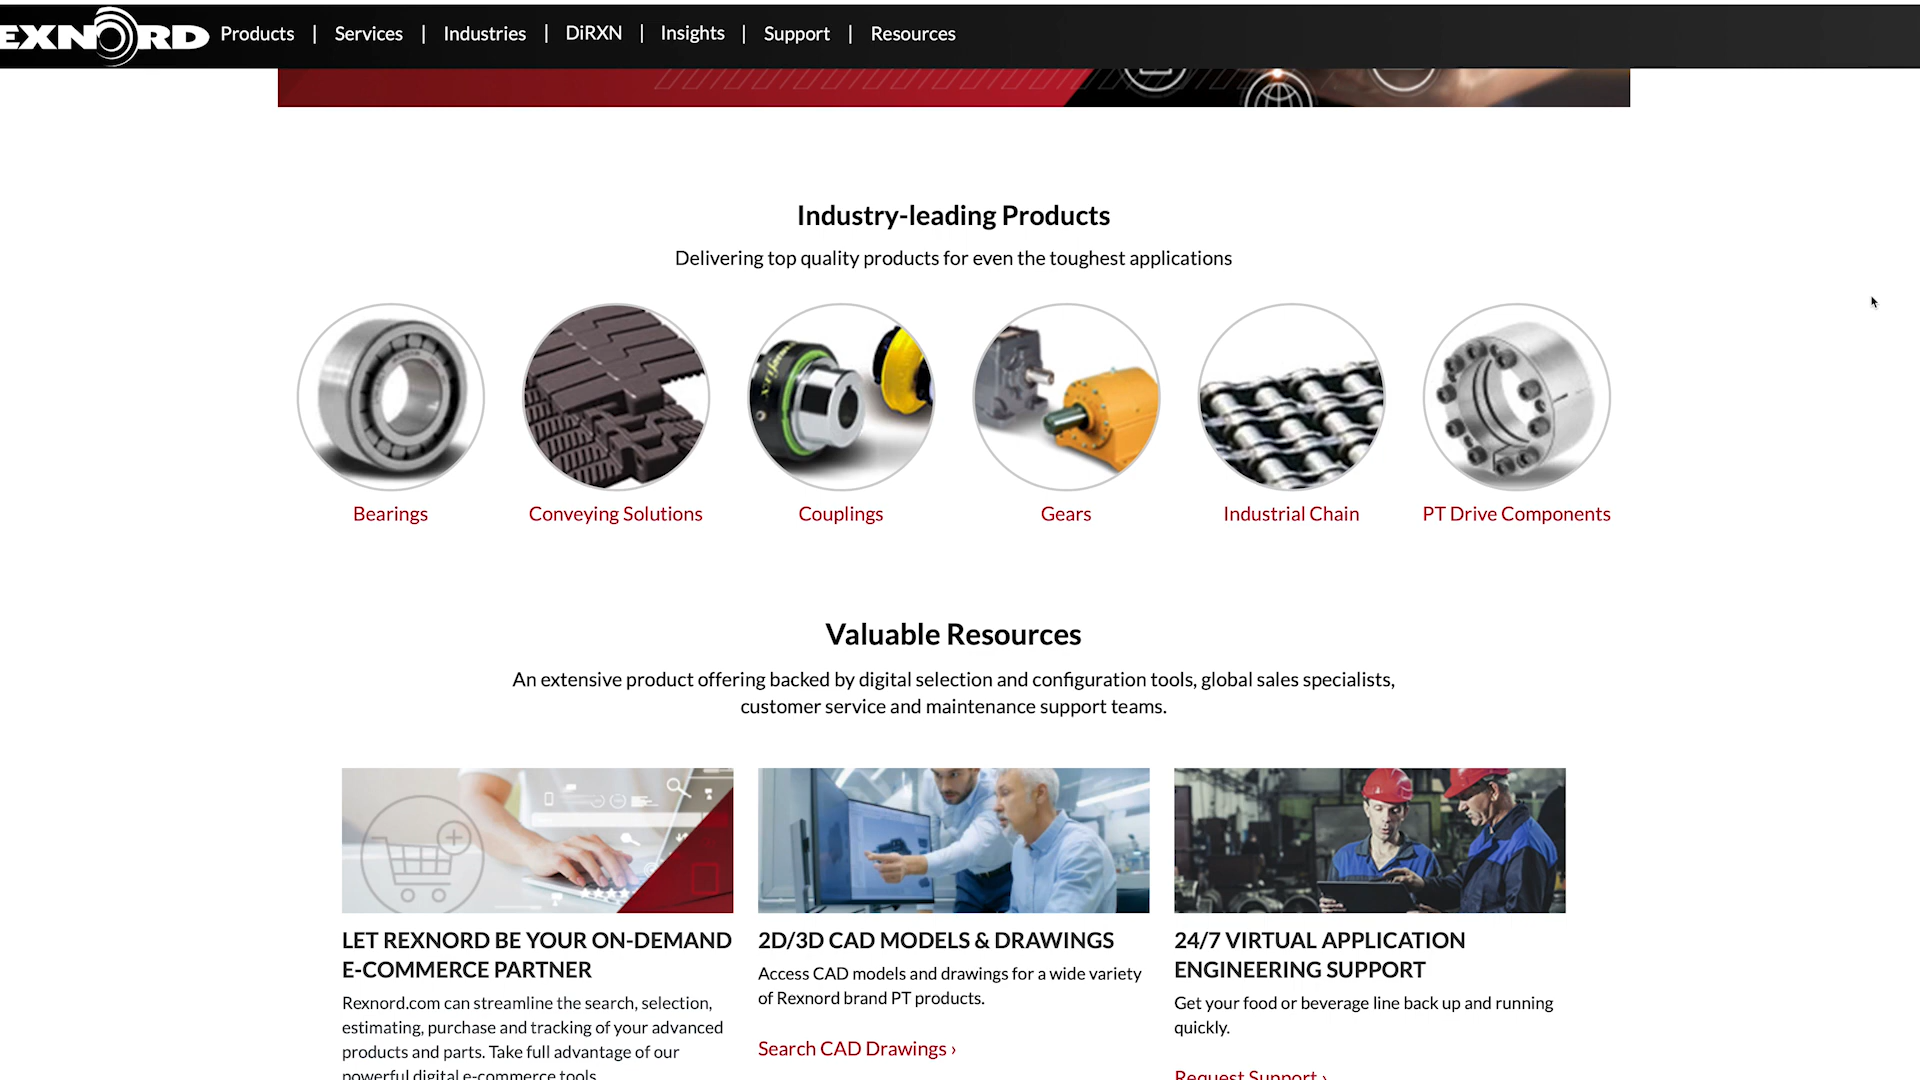 EXNORD
Products | Services | Industries | DiRXN | Insights | Support | Resources
Industry-leading Products
Delivering top quality products for even the toughest applications
Bearings
Conveying Solutions
Couplings
Gears
Industrial Chain
PT Drive Components
Valuable Resources
An extensive product offering backed by digital selection and configuration tools, global sales specialists,
customer service and maintenance support teams.
LET REXNORD BE YOUR ON-DEMAND
E-COMMERCE PARTNER
Rexnord.com can streamline the search, selection,
estimating, purchase and tracking of your advanced
products and parts. Take full advantage of our
powerful digital e-commerce tools.
2D/3D CAD MODELS & DRAWINGS
Access CAD models and drawings for a wide variety
of Rexnord brand PT products.
Search CAD Drawings ›
24/7 VIRTUAL APPLICATION
ENGINEERING SUPPORT
Get your food or beverage line back up and running
quickly.
Request Support ›